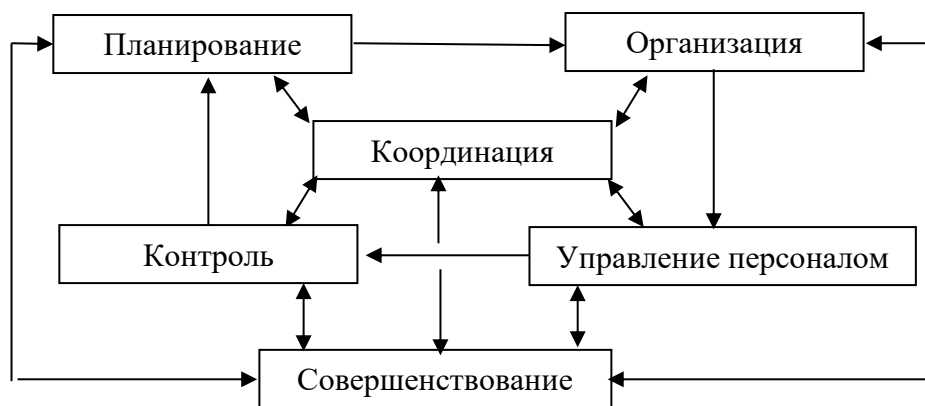 Планирование
Организация
Координация
Контроль
Управление персоналом
Совершенствование